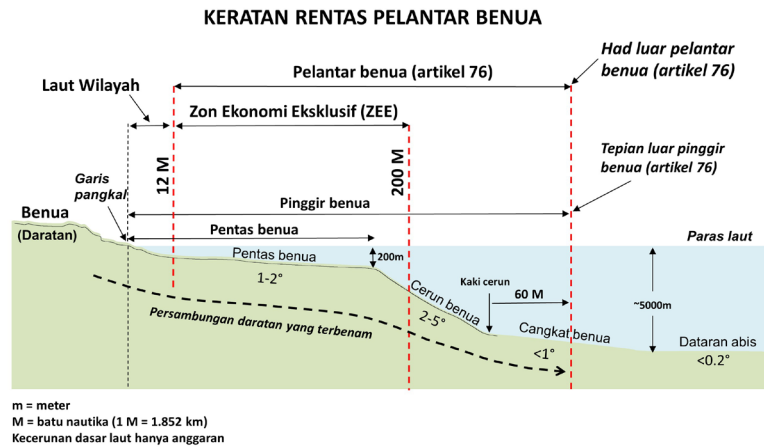 KERATAN RENTAS PELANTAR BENUA
Had luar pelantar
benua (artikel 76)
Pelantar benua (artikel 76)
Laut Wilayah
Zon Ekonomi Eksklusif (ZEE)
Tepian luar pinggir
benua (artikel 76)
12 M
200 M
Garis
pangkal
Pinggir benua
Benua
(Daratan)
Pentas benua
Paras laut
Pentas benua
200m
1-2°
Kaki cerun
Cerun benua
2-5°
60 M
~5000m
Persambungan daratan yang terbenam
Cangkat benua
<1°
Dataran abis
<0.2°
m = meter
M = batu nautika (1 M = 1.852 km)
Kecerunan dasar laut hanya anggaran